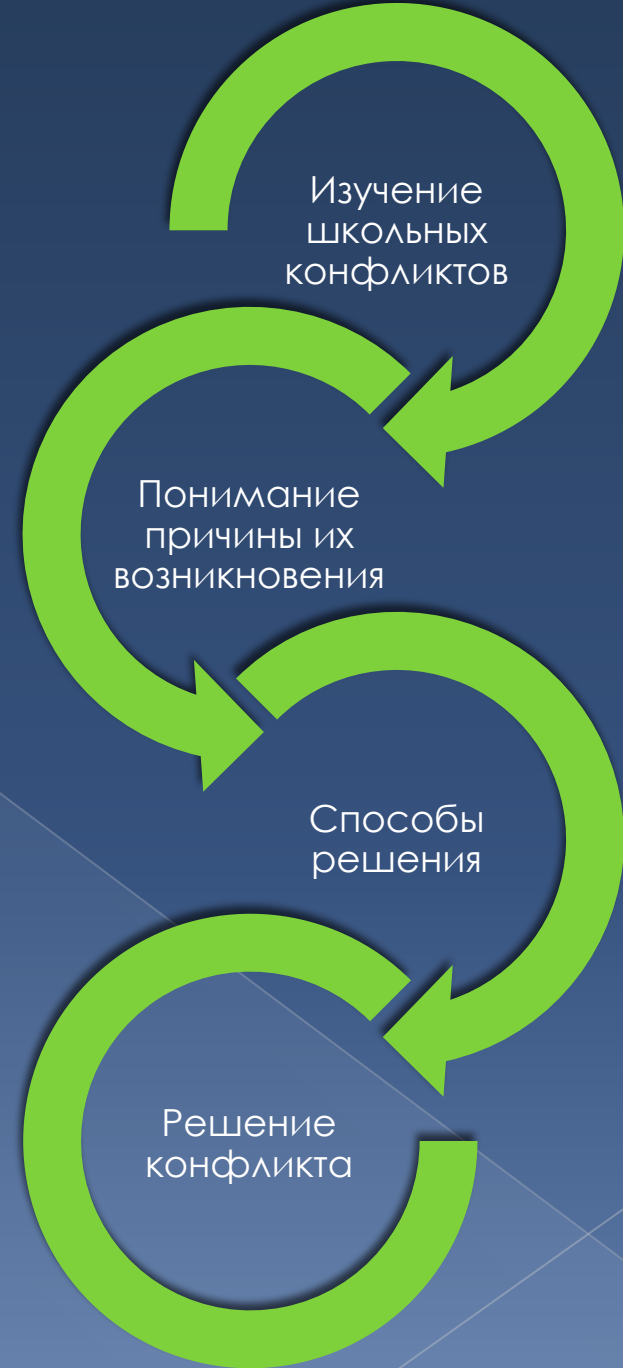 Изучение
школьных
конфликтов
Понимание
причины их
возникновения
Способы
решения
Решение
конфликта